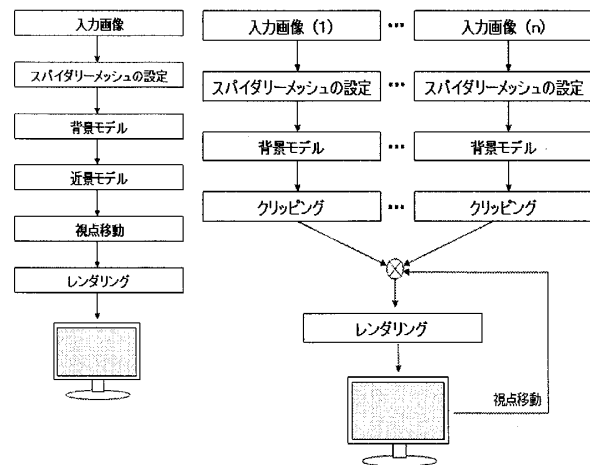 入力画像
スパイダリーメッシュの設定
背景モデル
近景モデル
視点移動
レンダリング
入力画像(1) … 入力画像(n)
スパイダリーメッシュの設定 … スパイダリーメッシュの設定
背景モデル … 背景モデル
クリッピング … クリッピング
レンダリング
視点移動